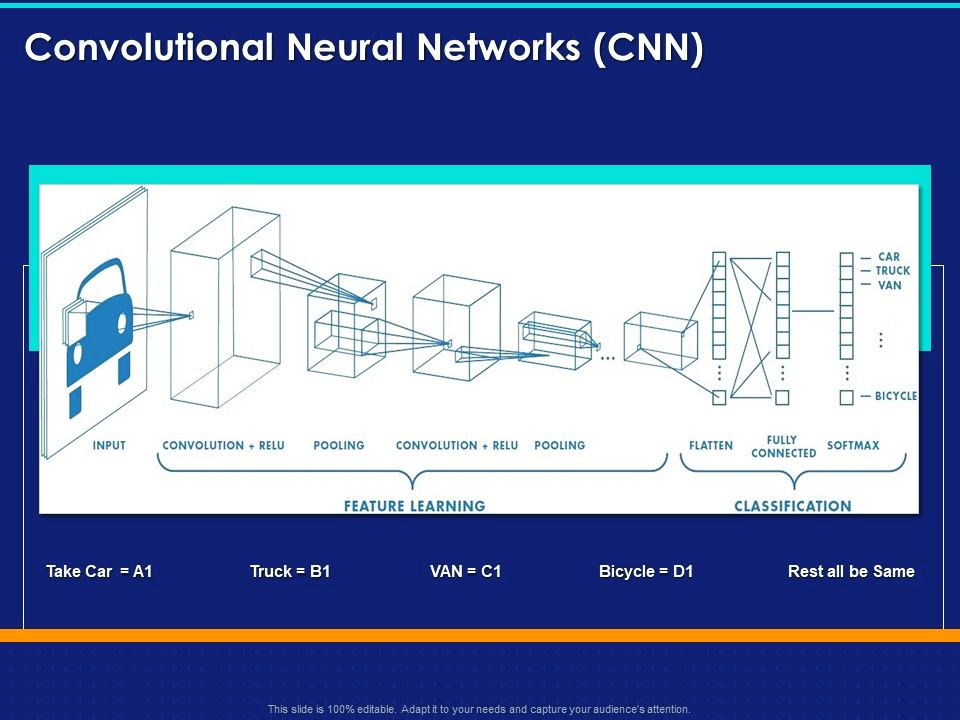 Convolutional Neural Networks (CNN)
CAR
TRUCK
VAN
BICYCLE
INPUT
CONVOLUTION + RELU
POOLING
CONVOLUTION + RELU
POOLING
FLATTEN
FULLY
CONNECTED
SOFTMAX
FEATURE LEARNING
CLASSIFICATION
Take Car = A1
Truck = B1
VAN = C1
Bicycle = D1
Rest all be Same
This slide is 100% editable. Adapt it to your needs and capture your audience's attention.